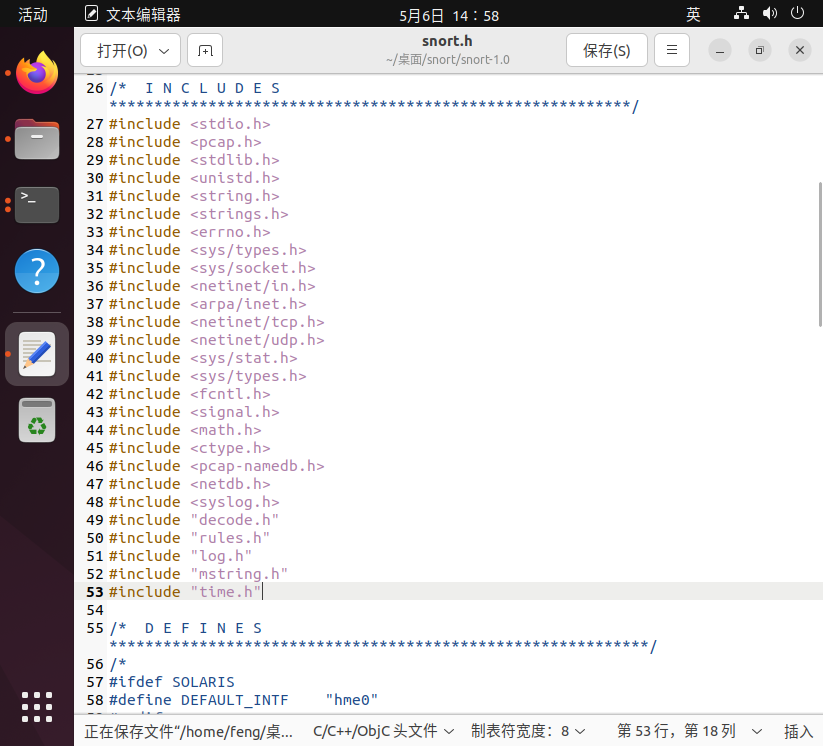 活动
文本编辑器
5月6日 14：58
英
打开(O)
snort.h
~/桌面/snort/snort-1.0
保存(S)
26 /*  I N C L U D E S
**********************************************************/
27 #include <stdio.h>
28 #include <pcap.h>
29 #include <stdlib.h>
30 #include <unistd.h>
31 #include <string.h>
32 #include <strings.h>
33 #include <errno.h>
34 #include <sys/types.h>
35 #include <sys/socket.h>
36 #include <netinet/in.h>
37 #include <arpa/inet.h>
38 #include <netinet/tcp.h>
39 #include <netinet/udp.h>
40 #include <sys/stat.h>
41 #include <sys/types.h>
42 #include <fcntl.h>
43 #include <signal.h>
44 #include <math.h>
45 #include <ctype.h>
46 #include <pcap-namedb.h>
47 #include <netdb.h>
48 #include <syslog.h>
49 #include "decode.h"
50 #include "rules.h"
51 #include "log.h"
52 #include "mstring.h"
53 #include "time.h"
54
55 /*  D E F I N E S
************************************************************/
56 /*
57 #ifdef SOLARIS
58 #define DEFAULT_INTF    "hme0"
正在保存文件“/home/feng/桌...
C/C++/ObjC 头文件
制表符宽度：8
第 53 行，第 18 列
插入